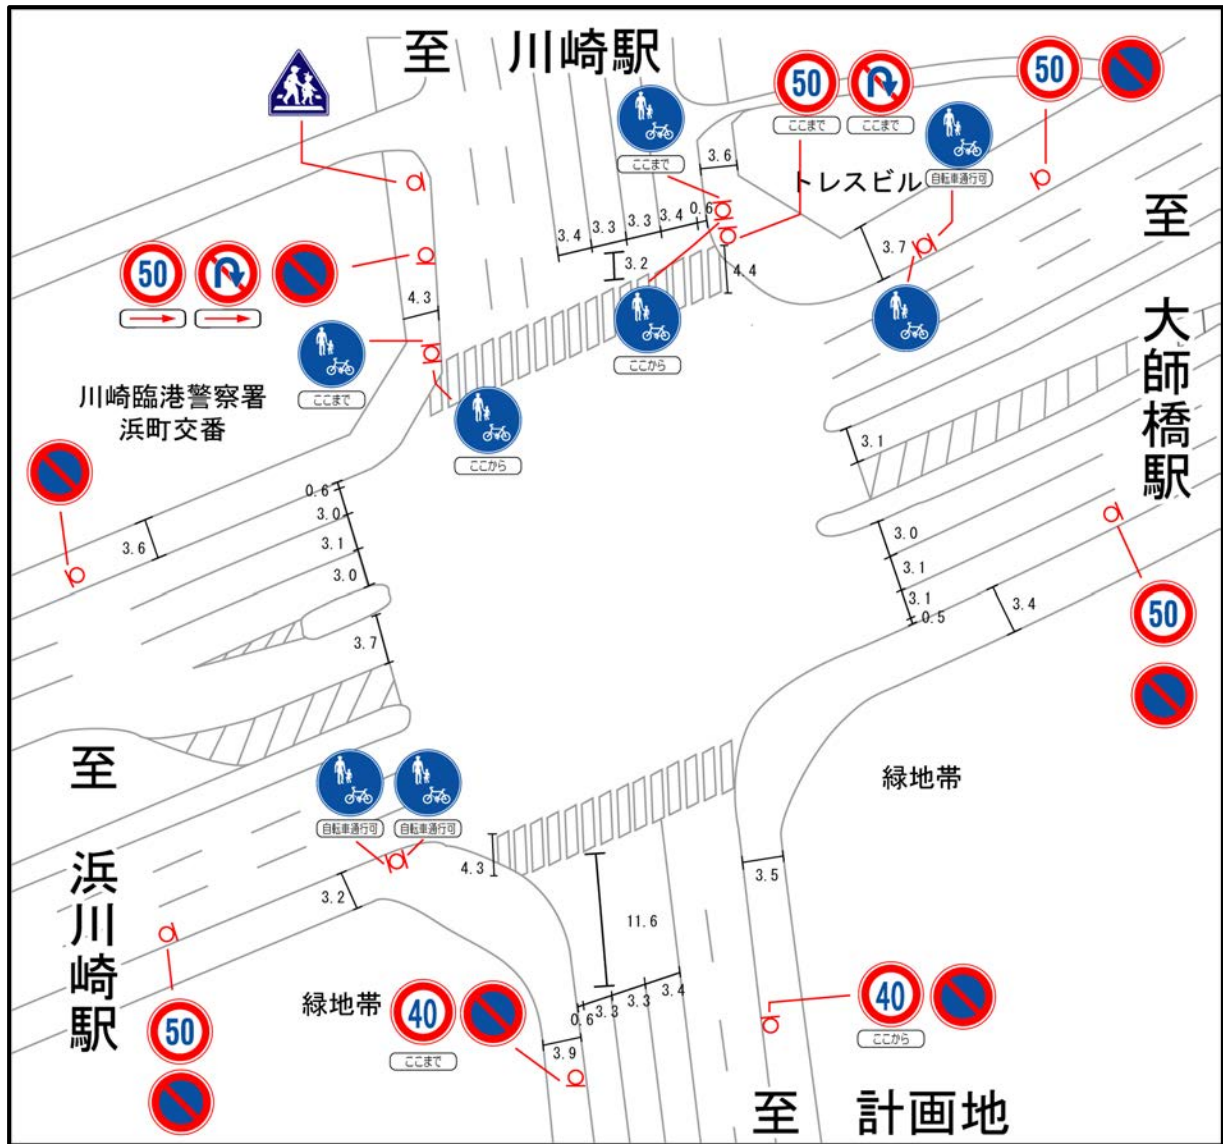 至 川崎駅
50
ここまで
ここまで
50
ここまで
自転車通行可
3.6
トレスビル
至 大師橋駅
3.4
3.3
3.3
3.4
0.6
3.2
4.4
3.7
50
4.3
ここまで
ここから
ここから
川崎臨港警察署
浜町交番
3.6
0.6
3.0
3.1
3.0
3.7
3.1
3.0
3.1
3.1
0.5
3.4
50
至 浜川崎駅
自転車通行可
自転車通行可
4.3
3.2
緑地帯
3.5
11.6
緑地帯
40
ここまで
0.6
3.3
3.3
3.4
3.9
40
ここから
50
至 計画地